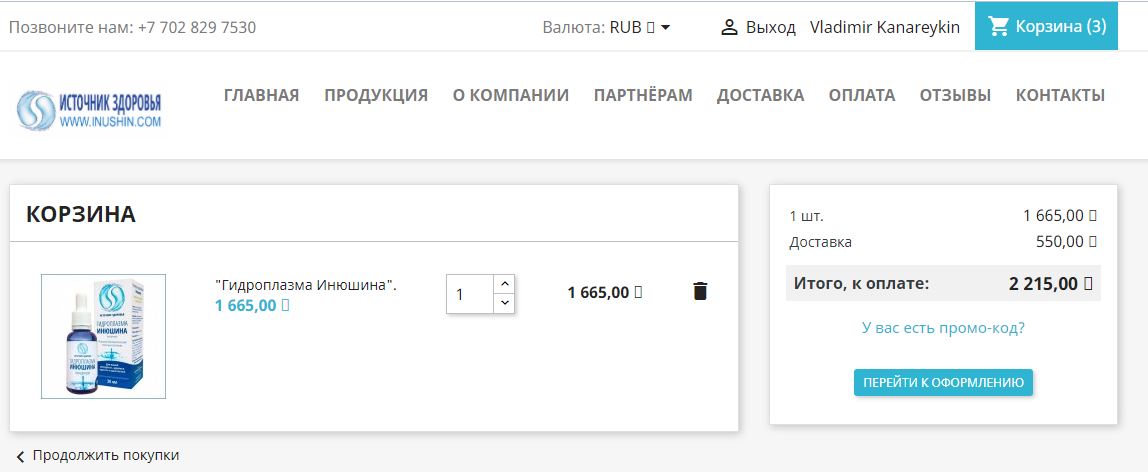 Позвоните нам: +7 702 829 7530
Валюта: RUB
Выход
Vladimir Kanareykin
Корзина (3)
ИСТОЧНИК ЗДОРОВЬЯ
WWW.INUSHIN.COM
ГЛАВНАЯ ПРОДУКЦИЯ О КОМПАНИИ ПАРТНЁРАМ ДОСТАВКА ОПЛАТА ОТЗЫВЫ КОНТАКТЫ
КОРЗИНА
"Гидроплазма Инюшина".
1 665,00
1
1 665,00
ГИДРОПЛАЗМА
ИНЮШИНА
ГИДРОПЛАЗМА
ИНЮШИНА
1 шт. 1 665,00
Доставка 550,00
Итого, к оплате: 2 215,00
У вас есть промо-код?
ПЕРЕЙТИ К ОФОРМЛЕНИЮ
Продолжить покупки